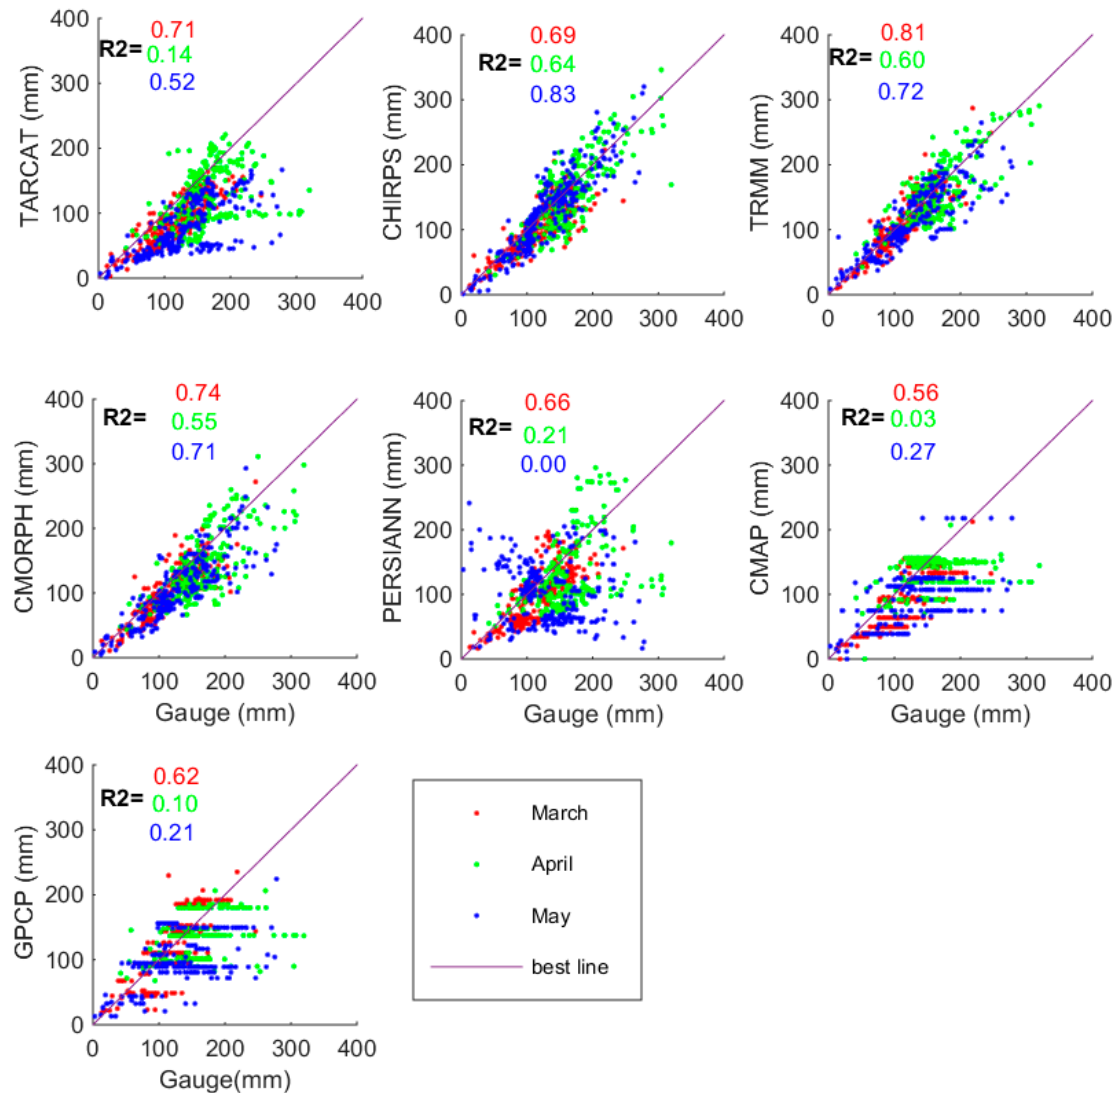 400
300
200
100
0
TARCAT (mm)
R2=
0.71
0.14
0.52
0 100 200 300 400
400
300
200
100
0
CHIRPS (mm)
R2=
0.69
0.64
0.83
0 100 200 300 400
400
300
200
100
0
TRMM (mm)
R2=
0.81
0.60
0.72
0 100 200 300 400
400
300
200
100
0
CMORPH (mm)
R2=
0.74
0.55
0.71
0 100 200 300 400
Gauge (mm)
400
300
200
100
0
PERSIANN (mm)
R2=
0.66
0.21
0.00
0 100 200 300 400
Gauge (mm)
400
300
200
100
0
CMAP (mm)
R2=
0.56
0.03
0.27
0 100 200 300 400
Gauge (mm)
400
300
200
100
0
GPCP (mm)
R2=
0.62
0.10
0.21
0 100 200 300 400
Gauge(mm)
March
April
May
best line